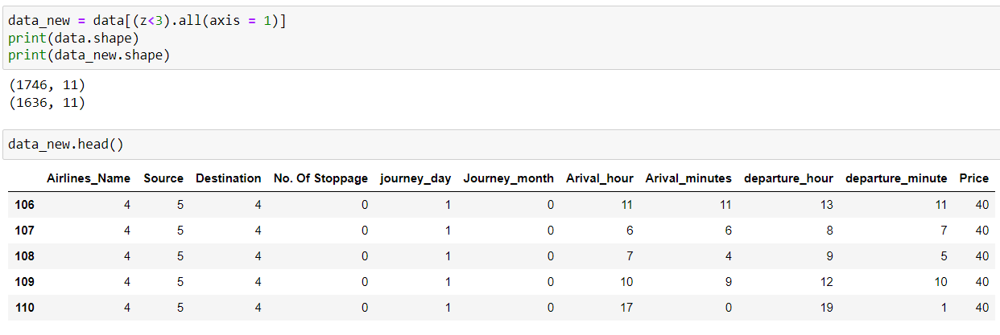 data_new = data[(z<3).all(axis = 1)]
print(data.shape)
print(data_new.shape)
(1746, 11)
(1636, 11)
data_new.head()
Airlines_Name Source Destination No. Of Stoppage journey_day Journey_month Arival_hour Arival_minutes departure_hour departure_minute Price
106 4 5 4 0 1 0 11 11 13 11 40
107 4 5 4 0 1 0 6 6 8 7 40
108 4 5 4 0 1 0 7 4 9 5 40
109 4 5 4 0 1 0 10 9 12 10 40
110 4 5 4 0 1 0 17 0 19 1 40